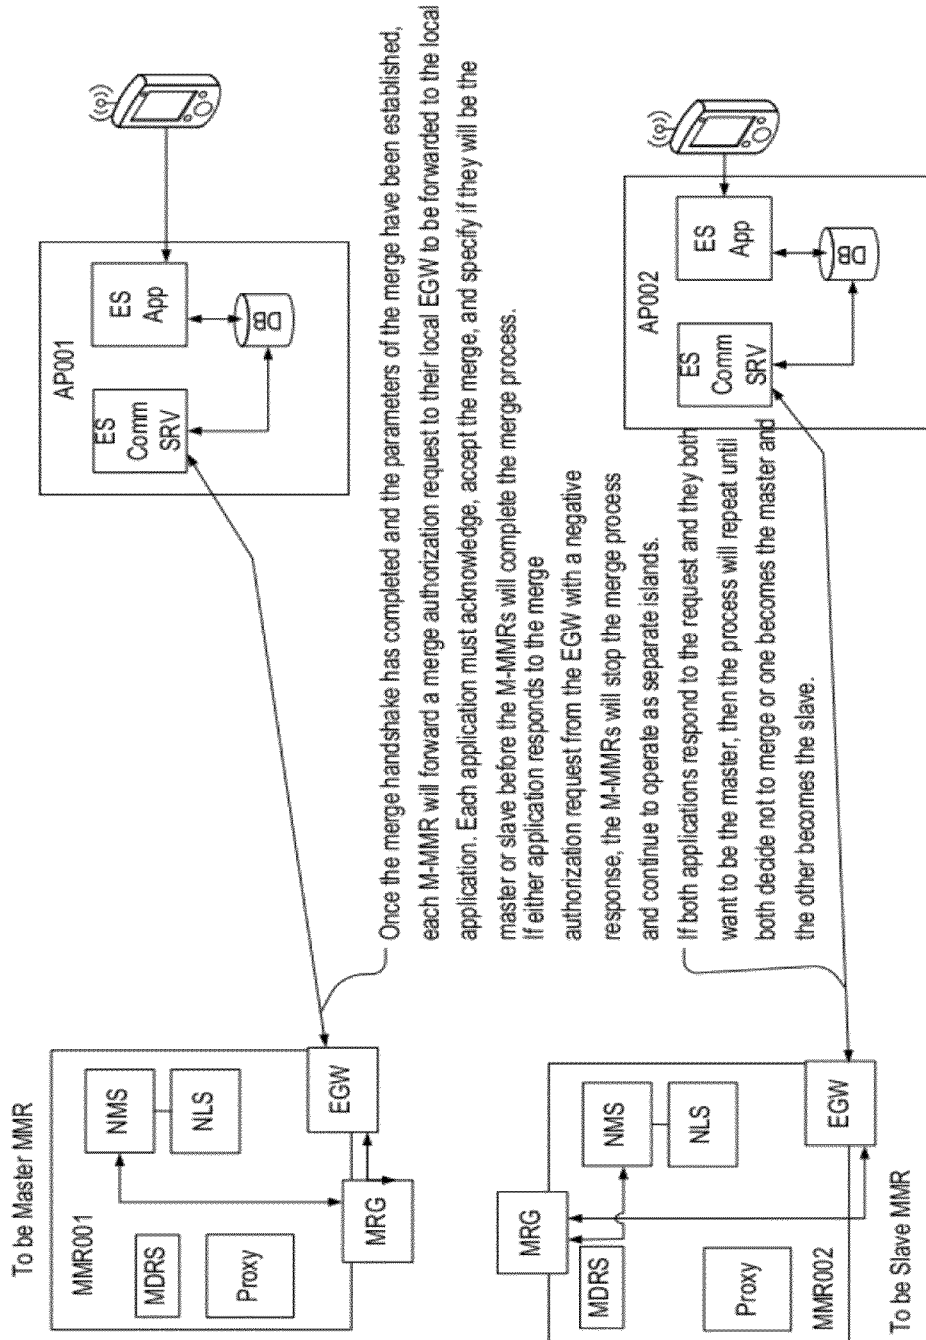 To be Master MMR
MMR001
MDRS
Proxy
NMS
NLS
MRG
EGW
AP001
ES
Comm
SRV
ES
App
DB
Once the merge handshake has completed and the parameters of the merge have been established,
each M-MMR will forward a merge authorization request to their local EGW to be forwarded to the local
application. Each application must acknowledge, accept the merge, and specify if they will be the
master or slave before the M-MMRs will complete the merge process.
If either application responds to the merge
authorization request from the EGW with a negative
response, the M-MMRs will stop the merge process
and continue to operate as separate islands.
If both applications respond to the request and they both
want to be the master, then the process will repeat until
both decide not to merge or one becomes the master and
the other becomes the slave.
MRG
MDRS
Proxy
NMS
NLS
EGW
MMR002
To be Slave MMR
AP002
ES
Comm
SRV
ES
App
DB